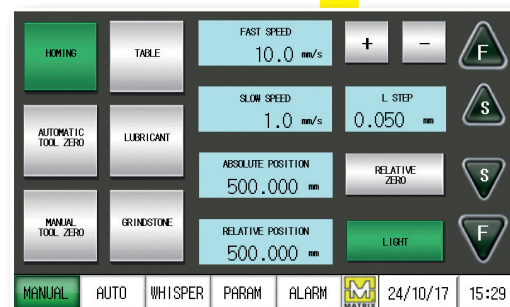 HOMING
TABLE
FAST SPEED
10.0 mm/s
+
-
F
AUTOMATIC
TOOL ZERO
LUBRICANT
SLOW SPEED
1.0 mm/s
L STEP
0.050 mm
S
ABSOLUTE POSITION
500.000 mm
RELATIVE
ZERO
S
MANUAL
TOOL ZERO
GRINDSTONE
RELATIVE POSITION
500.000 mm
LIGHT
F
MANUAL
AUTO
WHISPER
PARAM
ALARM
M
MATRIX
24/10/17
15:29